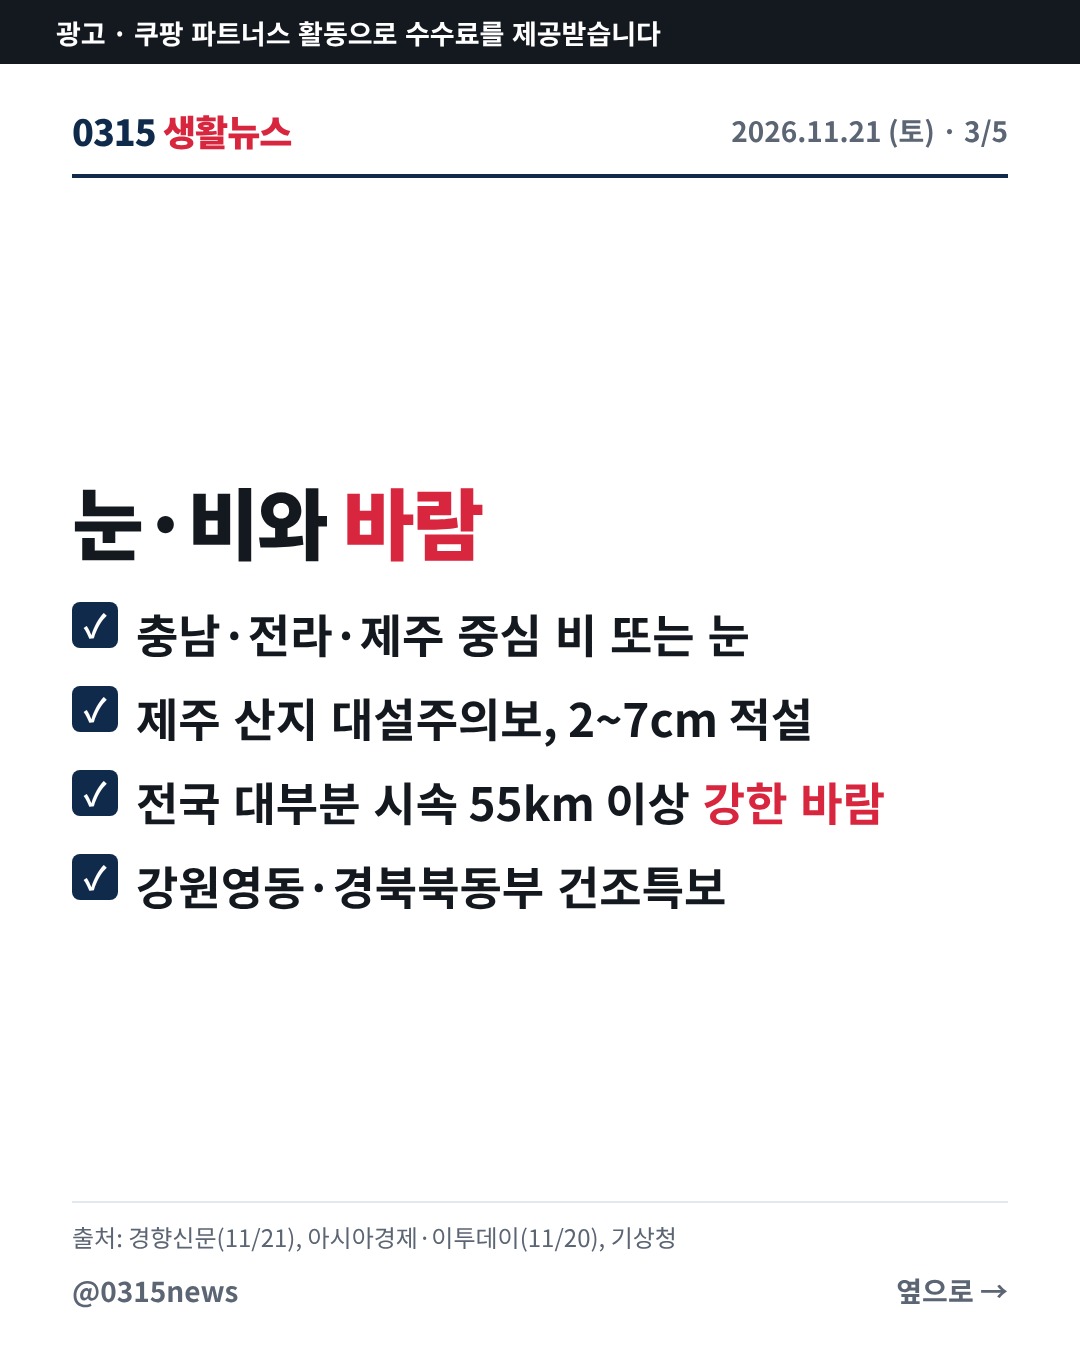 광고 · 쿠팡 파트너스 활동으로 수수료를 제공받습니다
0315 생활뉴스
2026.11.21 (토) · 3/5
눈·비와 바람
✓ 충남·전라·제주 중심 비 또는 눈
✓ 제주 산지 대설주의보, 2~7cm 적설
✓ 전국 대부분 시속 55km 이상 강한 바람
✓ 강원영동·경북북동부 건조특보
출처: 경향신문(11/21), 아시아경제·이투데이(11/20), 기상청
@0315news
옆으로 →